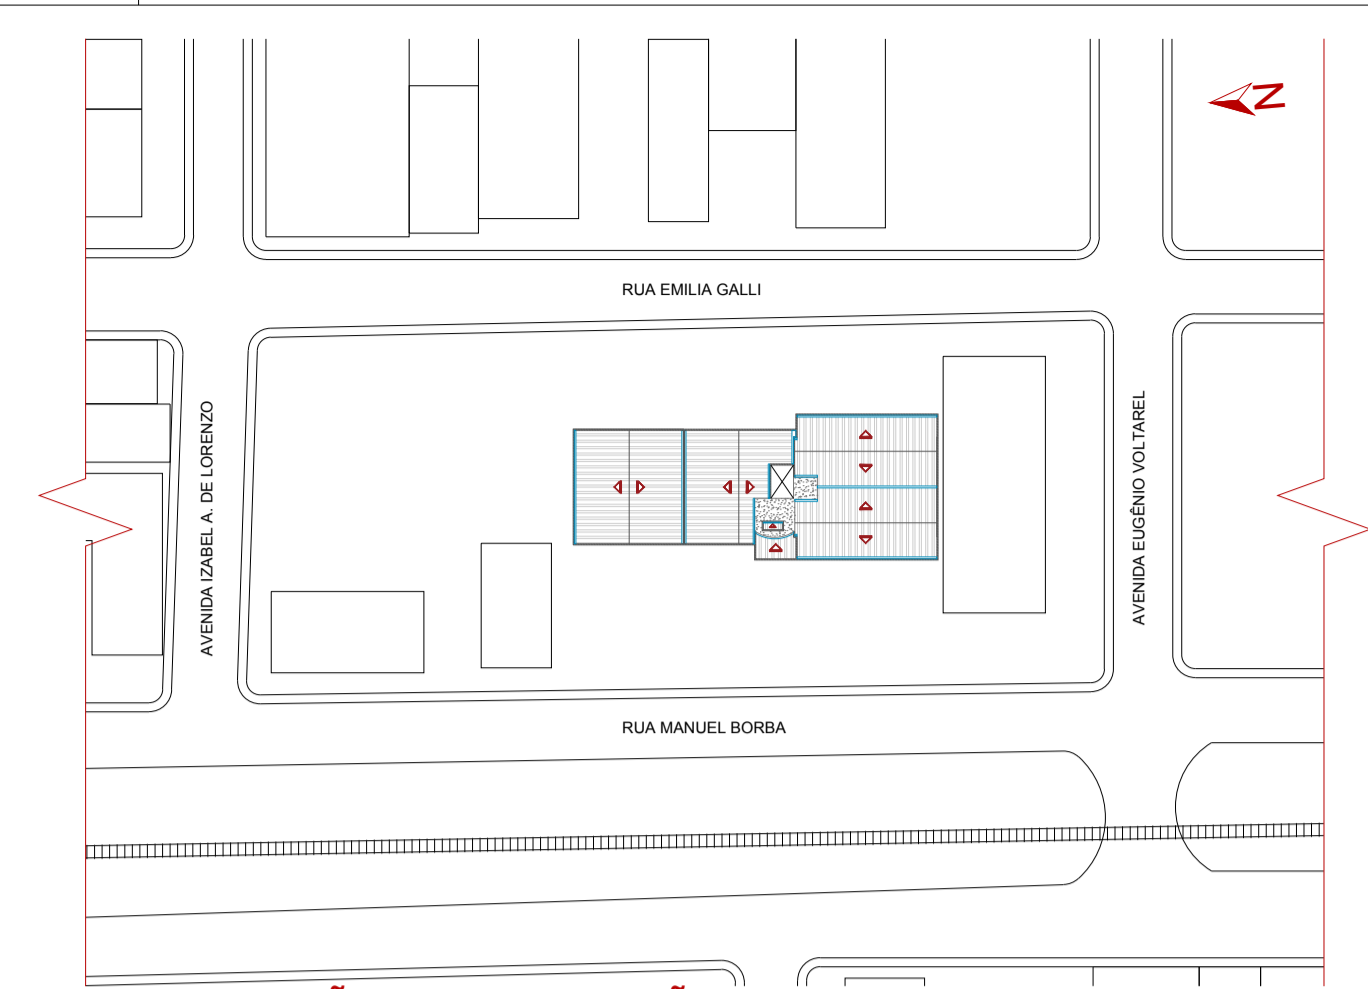 N
RUA EMILIA GALLI
AVENIDA IZABEL A. DE LORENZO
AVENIDA EUGÊNIO VOLTAREL
RUA MANUEL BORBA